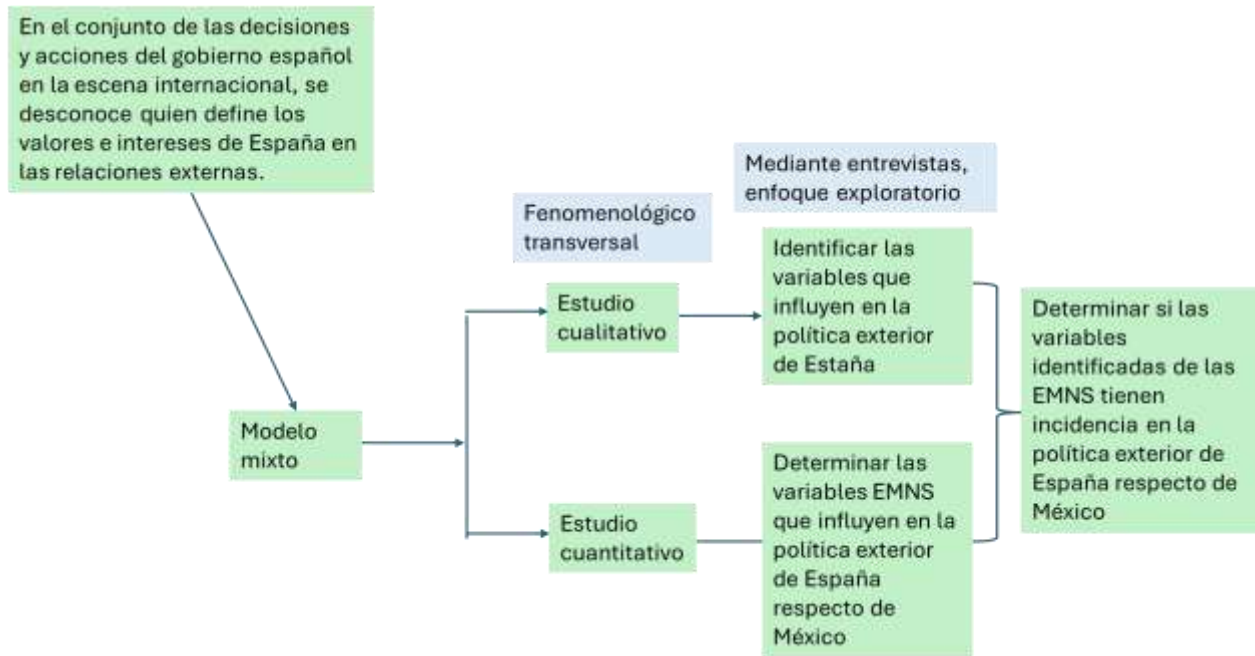 En el conjunto de las decisiones
y acciones del gobierno español
en la escena internacional, se
desconoce quien define los
valores e intereses de España en
las relaciones externas.
Modelo
mixto
Fenomenológico
transversal
Estudio
cualitativo
Mediante entrevistas,
enfoque exploratorio
Identificar las
variables que
influyen en la
política exterior
de Estaña
Estudio
cuantitativo
Determinar las
variables EMNS
que influyen en la
política exterior
de España
respecto de
México
Determinar si las
variables
identificadas de las
EMNS tienen
incidencia en la
política exterior de
España respecto de
México